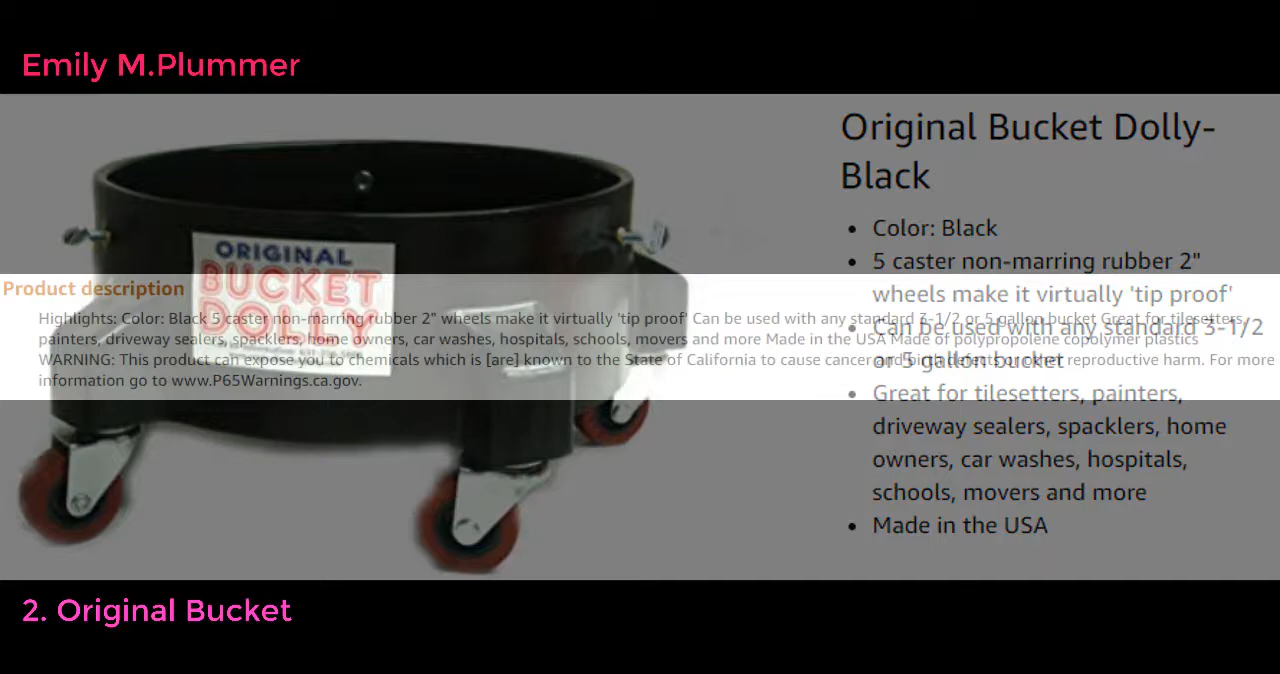 Emily M.Plummer
Original Bucket Dolly-
Black
• Color: Black
• 5 caster non-marring rubber 2"
wheels make it virtually 'tip proof'
• Can be used with any standard 3-1/2
or 5 gallon bucket
• Great for tilesetters, painters,
driveway sealers, spacklers, home
owners, car washes, hospitals,
schools, movers and more
• Made in the USA
ORIGINAL
BUCKET
DOLLY
Product description
Highlights: Color: Black 5 caster non-marring rubber 2" wheels make it virtually 'tip proof' Can be used with any standard 3-1/2 or 5 gallon bucket Great for tilesetters,
painters, driveway sealers, spacklers, home owners, car washes, hospitals, schools, movers and more Made in the USA Made of polypropolene copolymer plastics
WARNING: This product can expose you to chemicals which is [are] known to the State of California to cause cancer and birth defects or other reproductive harm. For more
information go to www.P65Warnings.ca.gov.
2. Original Bucket